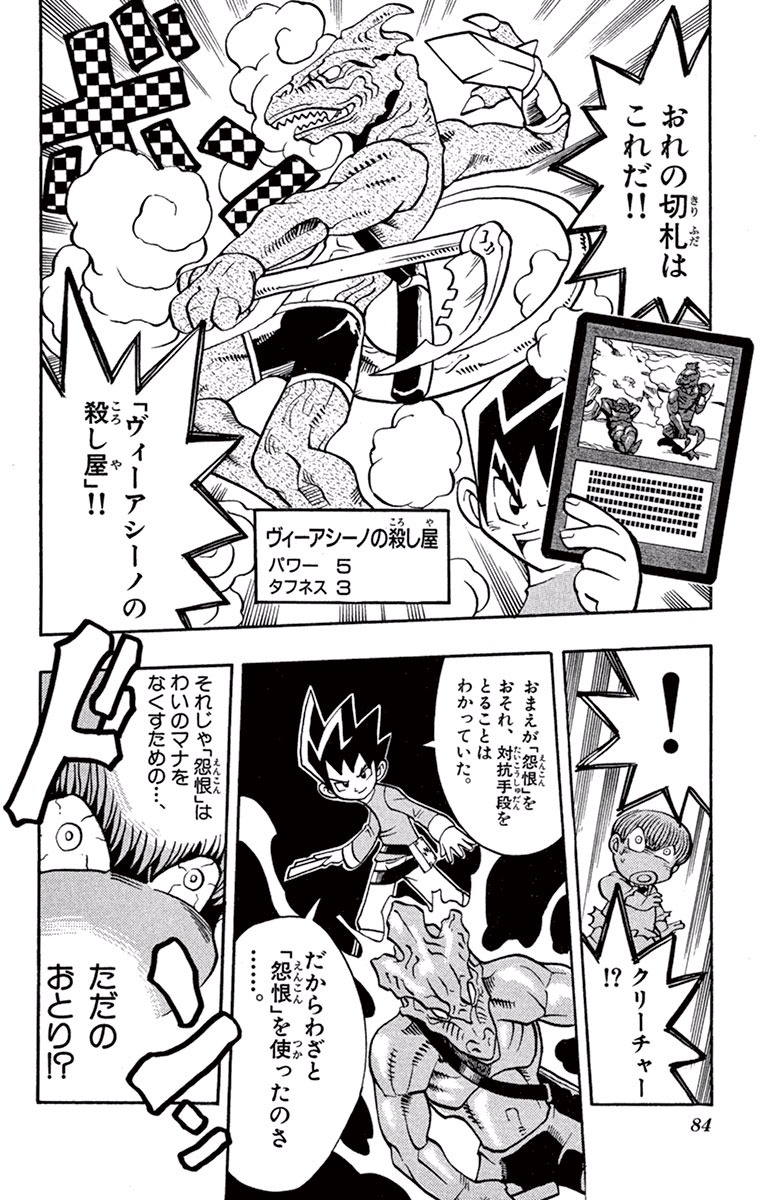 おれの切札は
これだ!!
「ヴィーアシーノの
殺し屋」!!
ヴィーアシーノの殺し屋
パワー 5
タフネス 3
!
クリーチャー
!?
おまえが「怨恨」を
おそれ、対抗手段を
とることは
わかっていた。
だからわざと
「怨恨」を使ったのさ
……。
それじゃ「怨恨」は
わいのマナを
なくすための…、
ただの
おとり!?
ドーン
84